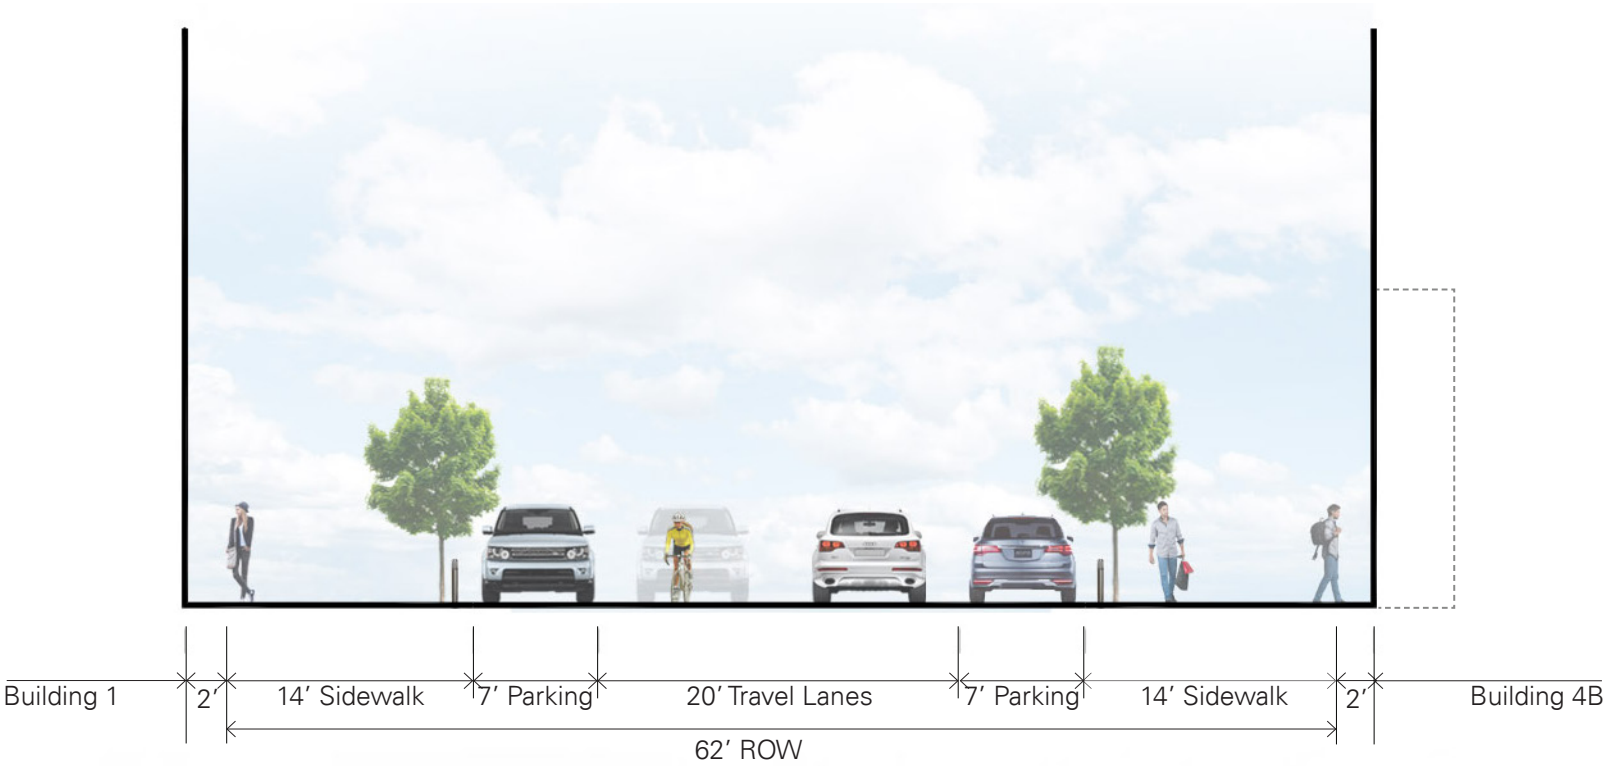 Building 1
2’
14’ Sidewalk
7’ Parking
20’ Travel Lanes
7’ Parking
14’ Sidewalk
2’
Building 4B
62’ ROW